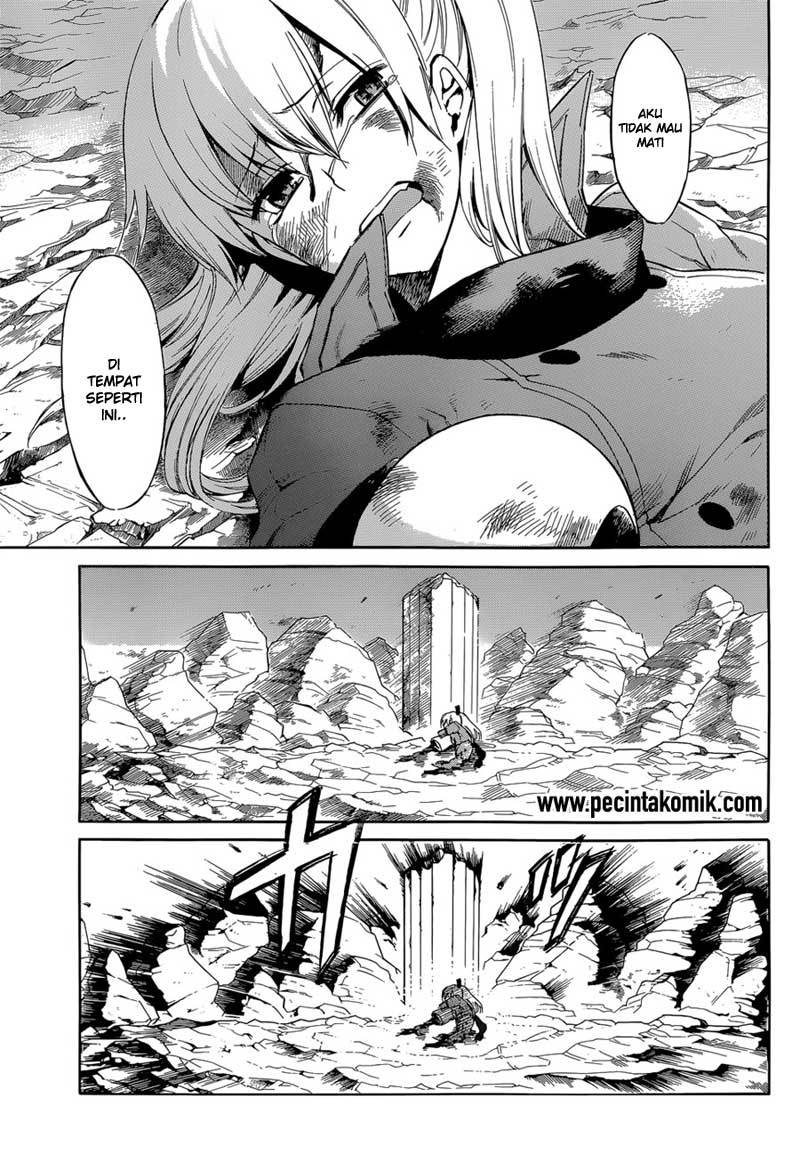 AKU
TIDAK MAU
MATI
DI
TEMPAT
SEPERTI
INI..
www.pecintakomik.com
カッ